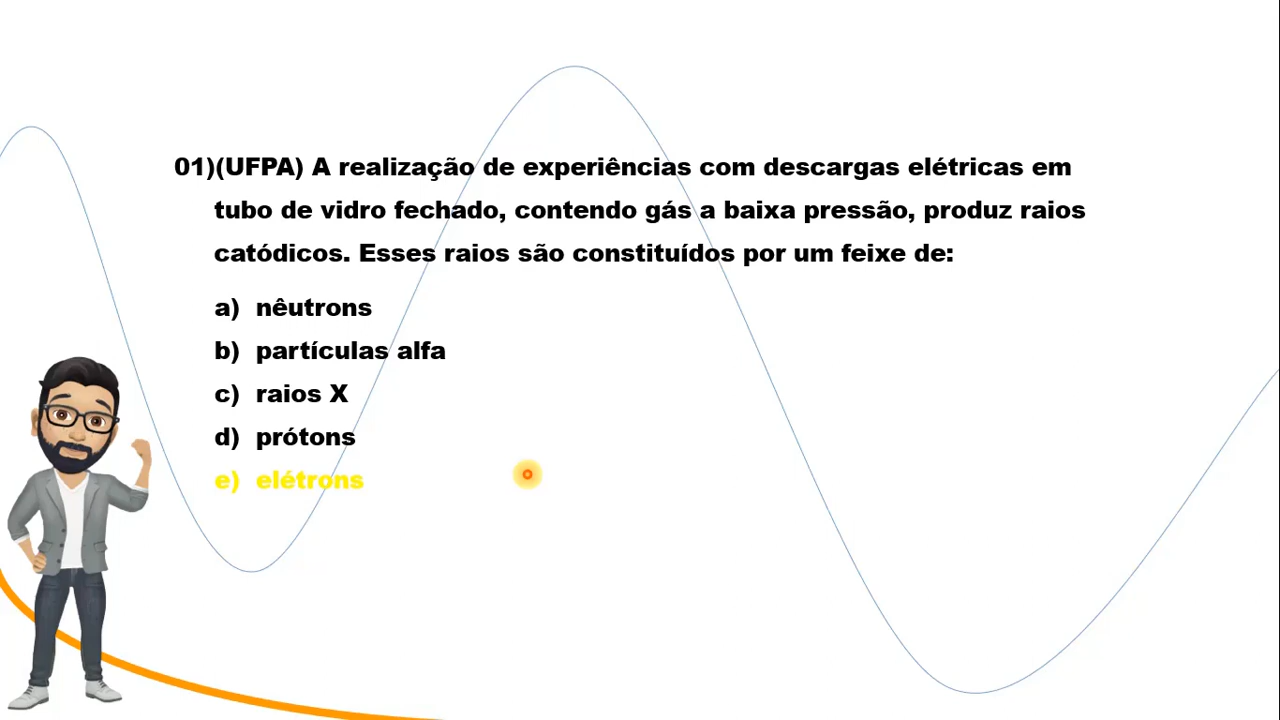 01)(UFPA) A realização de experiências com descargas elétricas em
tubo de vidro fechado, contendo gás a baixa pressão, produz raios
catódicos. Esses raios são constituídos por um feixe de:
a) nêutrons
b) partículas alfa
c) raios X
d) prótons
e) elétrons